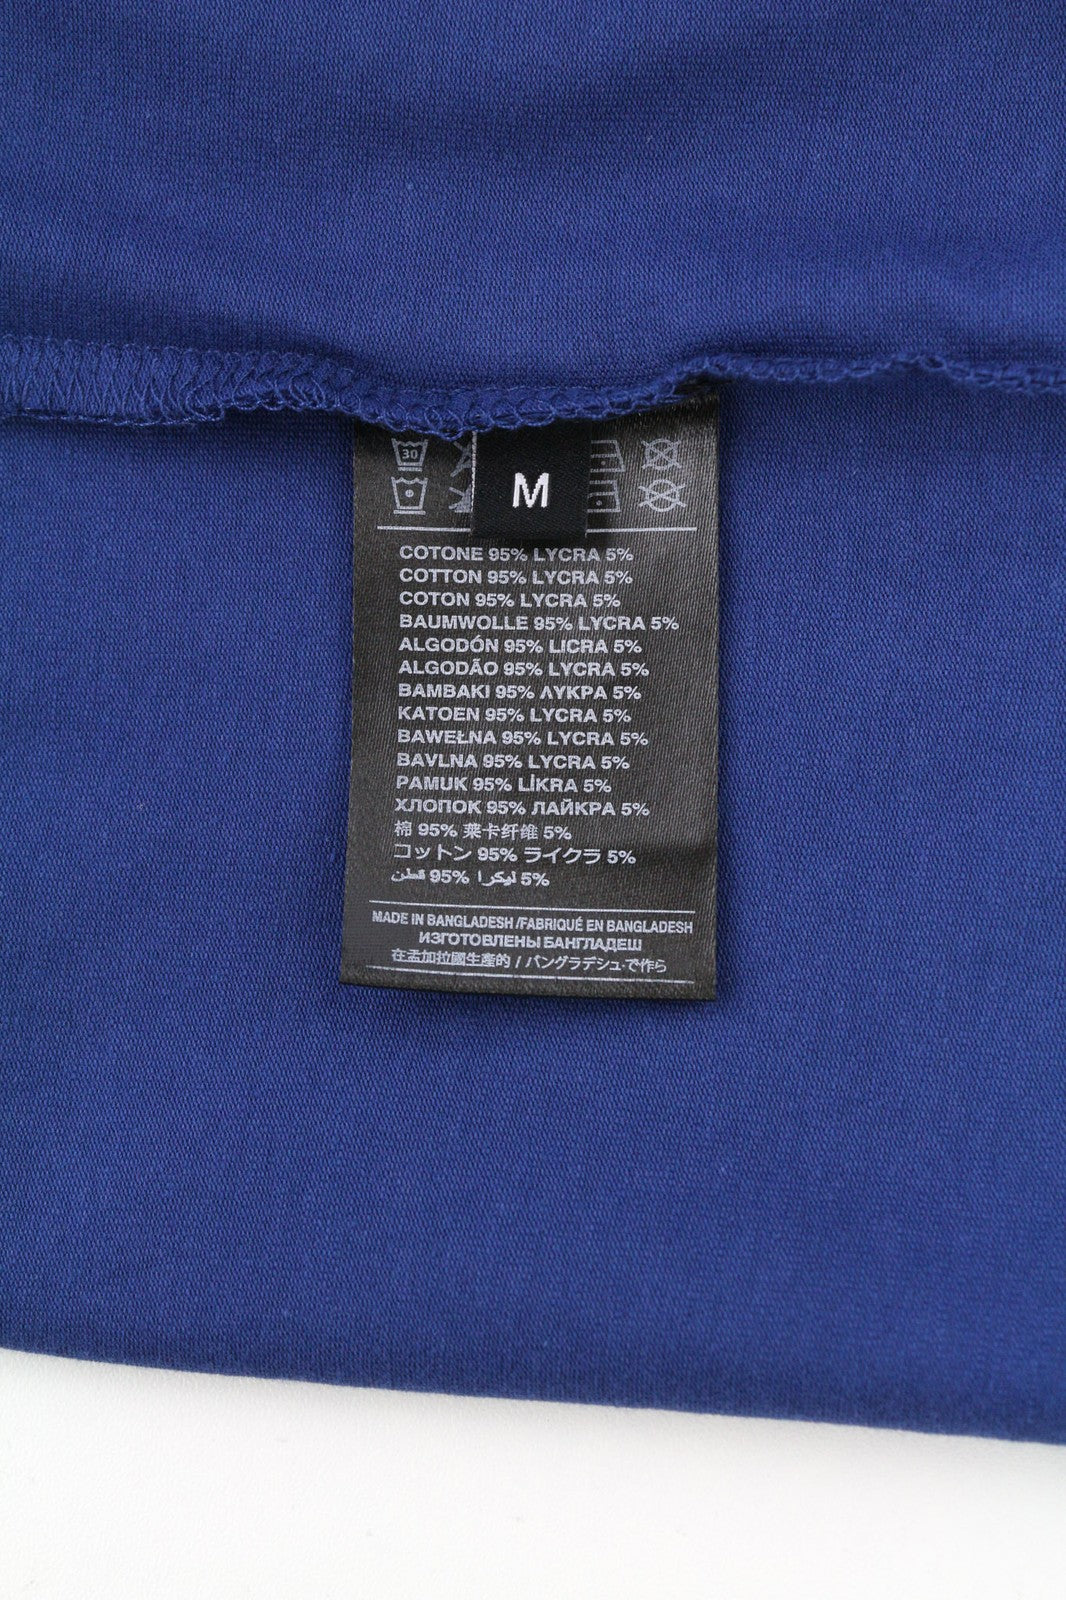 30
M
COTONE 95% LYCRA 5%
COTTON 95% LYCRA 5%
COTON 95% LYCRA 5%
BAUMWOLLE 95% LYCRA 5%
ALGODÓN 95% LICRA 5%
ALGODÃO 95% LYCRA 5%
BAMBAKI 95% ΛΥΚΡΑ 5%
KATOEN 95% LYCRA 5%
BAWEŁNA 95% LYCRA 5%
BAVLNA 95% LYCRA 5%
PAMUK 95% LİKRA 5%
ХЛОПОК 95% ЛАЙКРА 5%
棉 95% 莱卡纤维 5%
コットン 95% ライクラ 5%
قطن 95% ليكرا 5%
MADE IN BANGLADESH /FABRIQUÉ EN BANGLADESH
ИЗГОТОВЛЕНЫ БАНГЛАДЕШ
在孟加拉國生產的 / バングラデシュ·で作ら